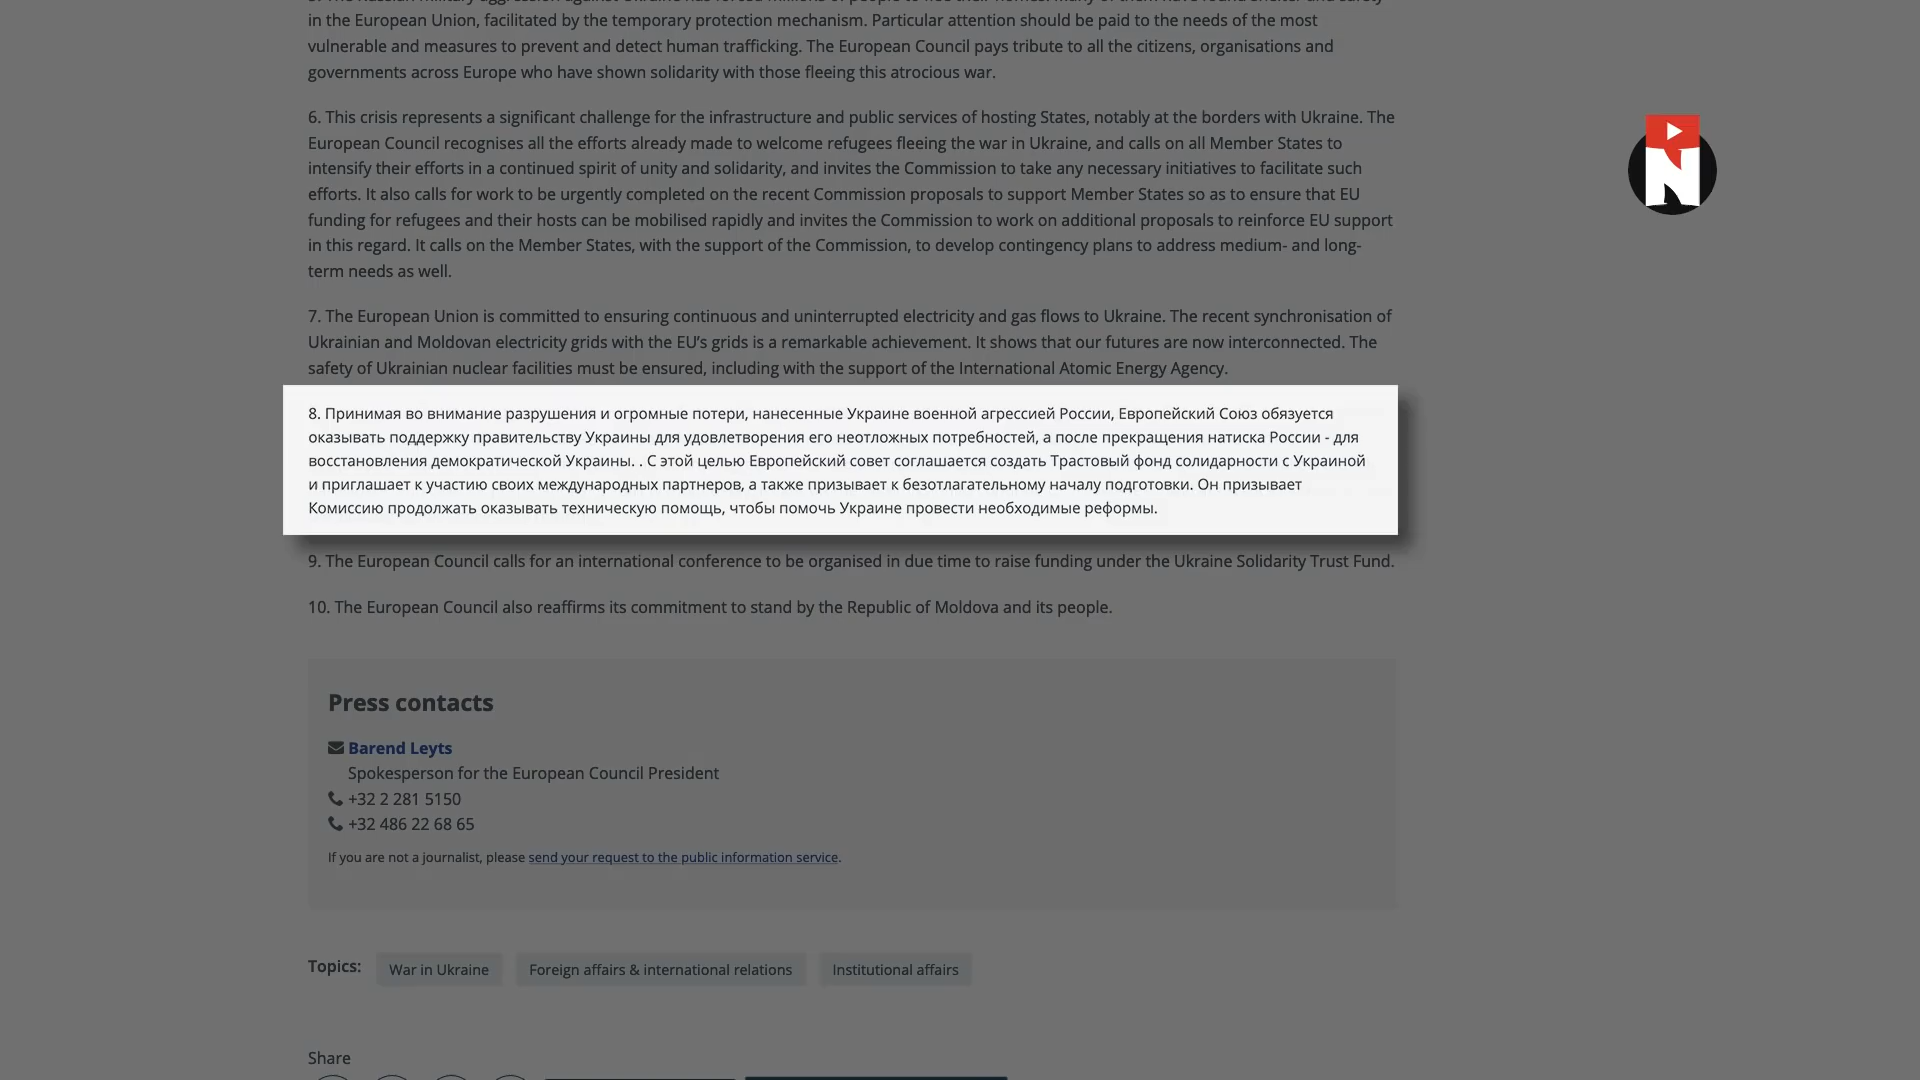 in the European Union, facilitated by the temporary protection mechanism. Particular attention should be paid to the needs of the most
vulnerable and measures to prevent and detect human trafficking. The European Council pays tribute to all the citizens, organisations and
governments across Europe who have shown solidarity with those fleeing this atrocious war.
6. This crisis represents a significant challenge for the infrastructure and public services of hosting States, notably at the borders with Ukraine. The
European Council recognises all the efforts already made to welcome refugees fleeing the war in Ukraine, and calls on all Member States to
intensify their efforts in a continued spirit of unity and solidarity, and invites the Commission to take any necessary initiatives to facilitate such
efforts. It also calls for work to be urgently completed on the recent Commission proposals to support Member States so as to ensure that EU
funding for refugees and their hosts can be mobilised rapidly and invites the Commission to work on additional proposals to reinforce EU support
in this regard. It calls on the Member States, with the support of the Commission, to develop contingency plans to address medium- and long-
term needs as well.
7. The European Union is committed to ensuring continuous and uninterrupted electricity and gas flows to Ukraine. The recent synchronisation of
Ukrainian and Moldovan electricity grids with the EU's grids is a remarkable achievement. It shows that our futures are now interconnected. The
safety of Ukrainian nuclear facilities must be ensured, including with the support of the International Atomic Energy Agency.
8. Принимая во внимание разрушения и огромные потери, нанесенные Украине военной агрессией России, Европейский Союз обязуется
оказывать поддержку правительству Украины для удовлетворения его неотложных потребностей, а после прекращения натиска России - для
восстановления демократической Украины. . С этой целью Европейский совет соглашается создать Трастовый фонд солидарности с Украиной
и приглашает к участию своих международных партнеров, а также призывает к безотлагательному началу подготовки. Он призывает
Комиссию продолжать оказывать техническую помощь, чтобы помочь Украине провести необходимые реформы.
9. The European Council calls for an international conference to be organised in due time to raise funding under the Ukraine Solidarity Trust Fund.
10. The European Council also reaffirms its commitment to stand by the Republic of Moldova and its people.
Press contacts
Barend Leyts
Spokesperson for the European Council President
+32 2 281 5150
+32 486 22 68 65
If you are not a journalist, please send your request to the public information service.
Topics: War in Ukraine Foreign affairs & international relations Institutional affairs
Share